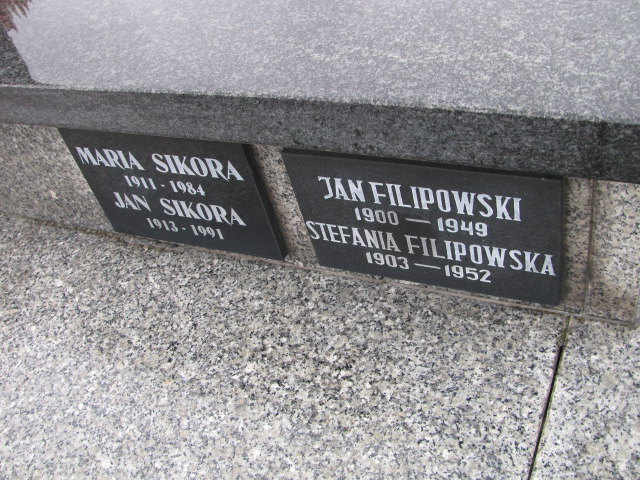 MARIA SIKORA
1911 - 1984
JAN SIKORA
1913 - 1991
JAN FILIPOWSKI
1900 — 1949
STEFANIA FILIPOWSKA
1903 — 1952